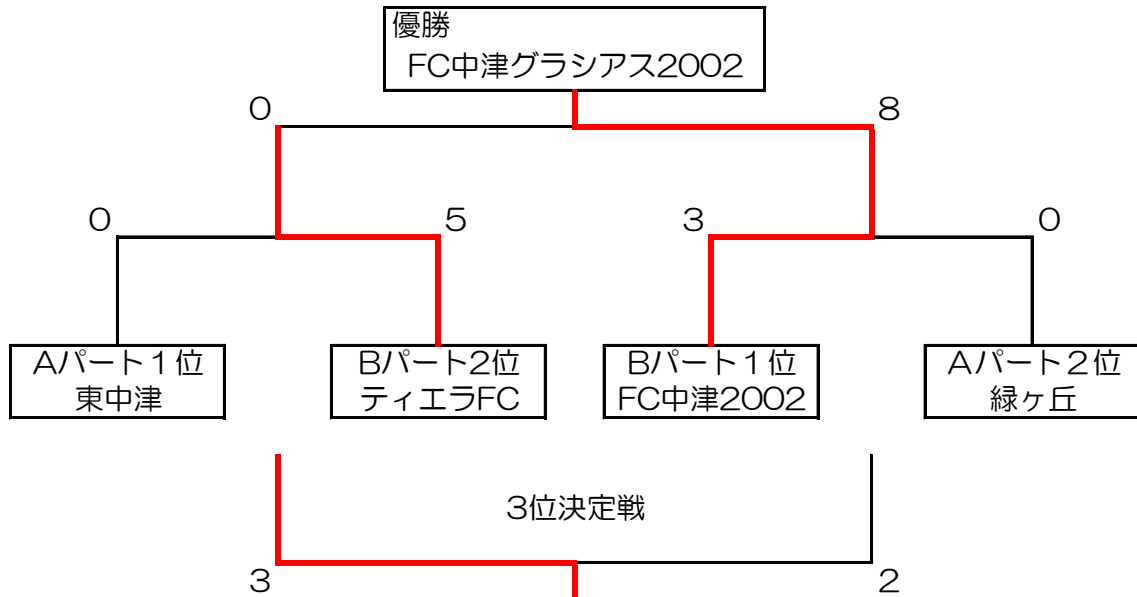 優勝
FC中津グラシアス2002
0
8
0
5
3
0
Aパート１位
東中津
Bパート2位
ティエラFC
Bパート１位
FC中津2002
Aパート２位
緑ヶ丘
3位決定戦
3
2